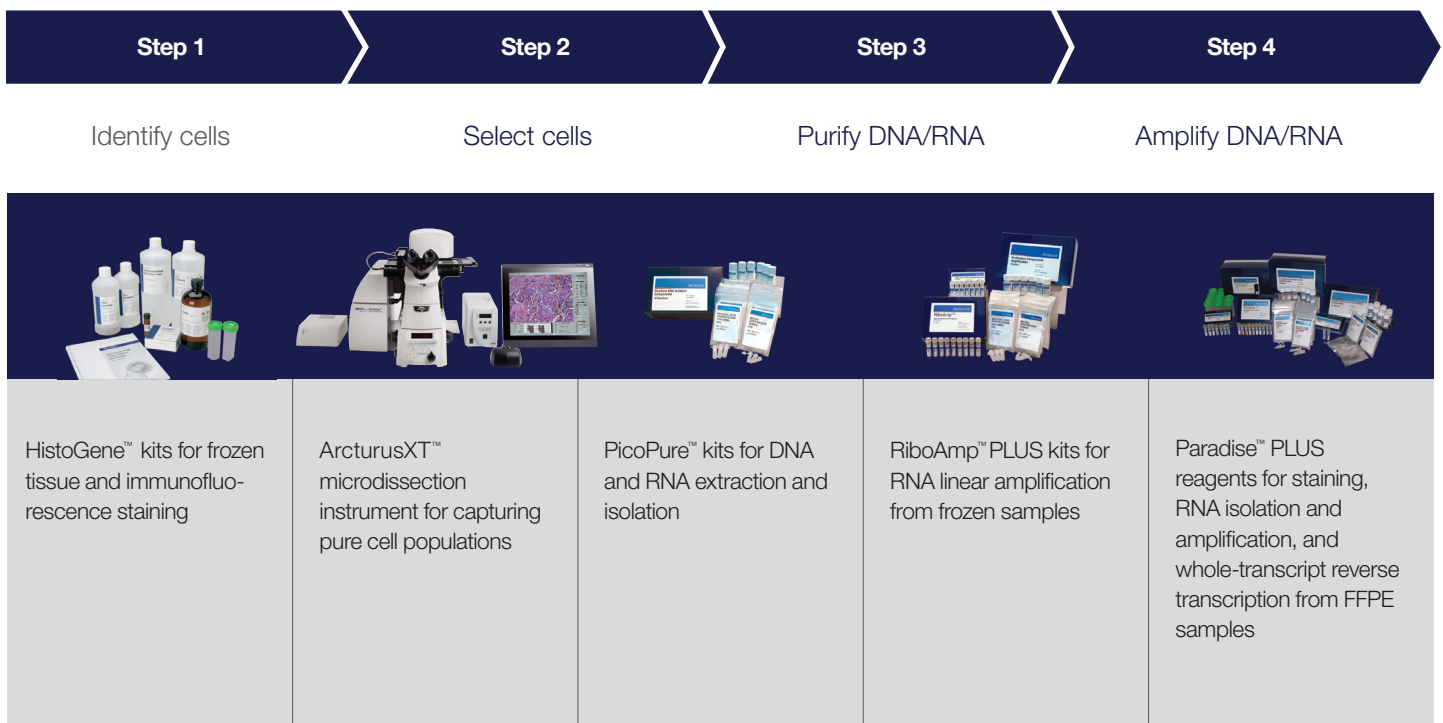 Step 1
Step 2
Step 3
Step 4
Identify cells
Select cells
Purify DNA/RNA
Amplify DNA/RNA
RiboAmp™
HistoGene™ kits for frozen
tissue and immunofluo-
rescence staining
ArcturusXT™
microdissection
instrument for capturing
pure cell populations
PicoPure™ kits for DNA
and RNA extraction and
isolation
RiboAmp™ PLUS kits for
RNA linear amplification
from frozen samples
Paradise™ PLUS
reagents for staining,
RNA isolation and
amplification, and
whole-transcript reverse
transcription from FFPE
samples